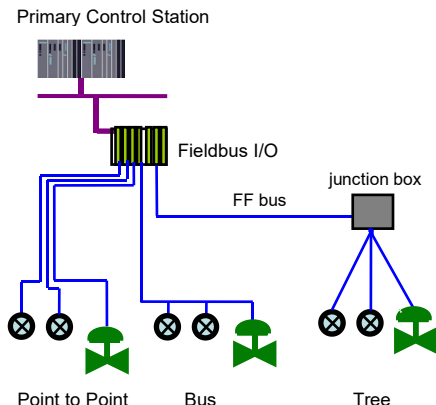 Primary Control Station
Fieldbus I/O
junction box
FF bus
Point to Point
Bus
Tree